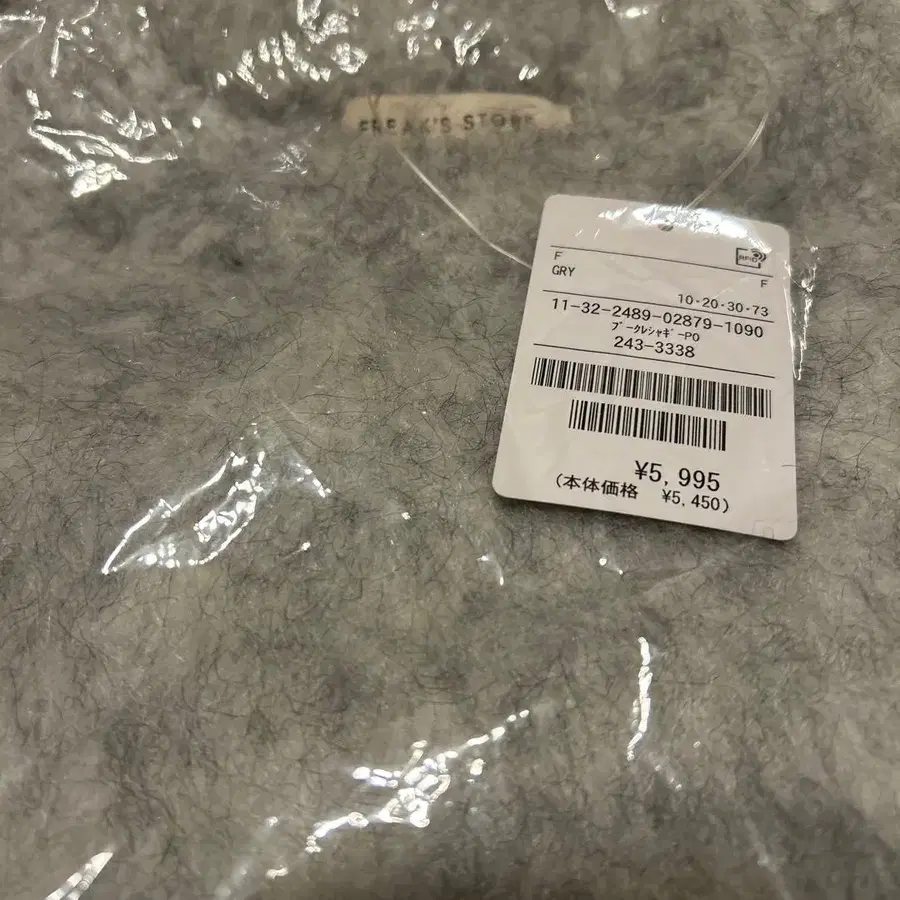 FREAK'S STORE
RFID
F
F
GRY
10-20-30-73
11-32-2489-02879-1090
ブークレシャギーPO
243-3338
¥5,995
(本体価格 ¥5,450)